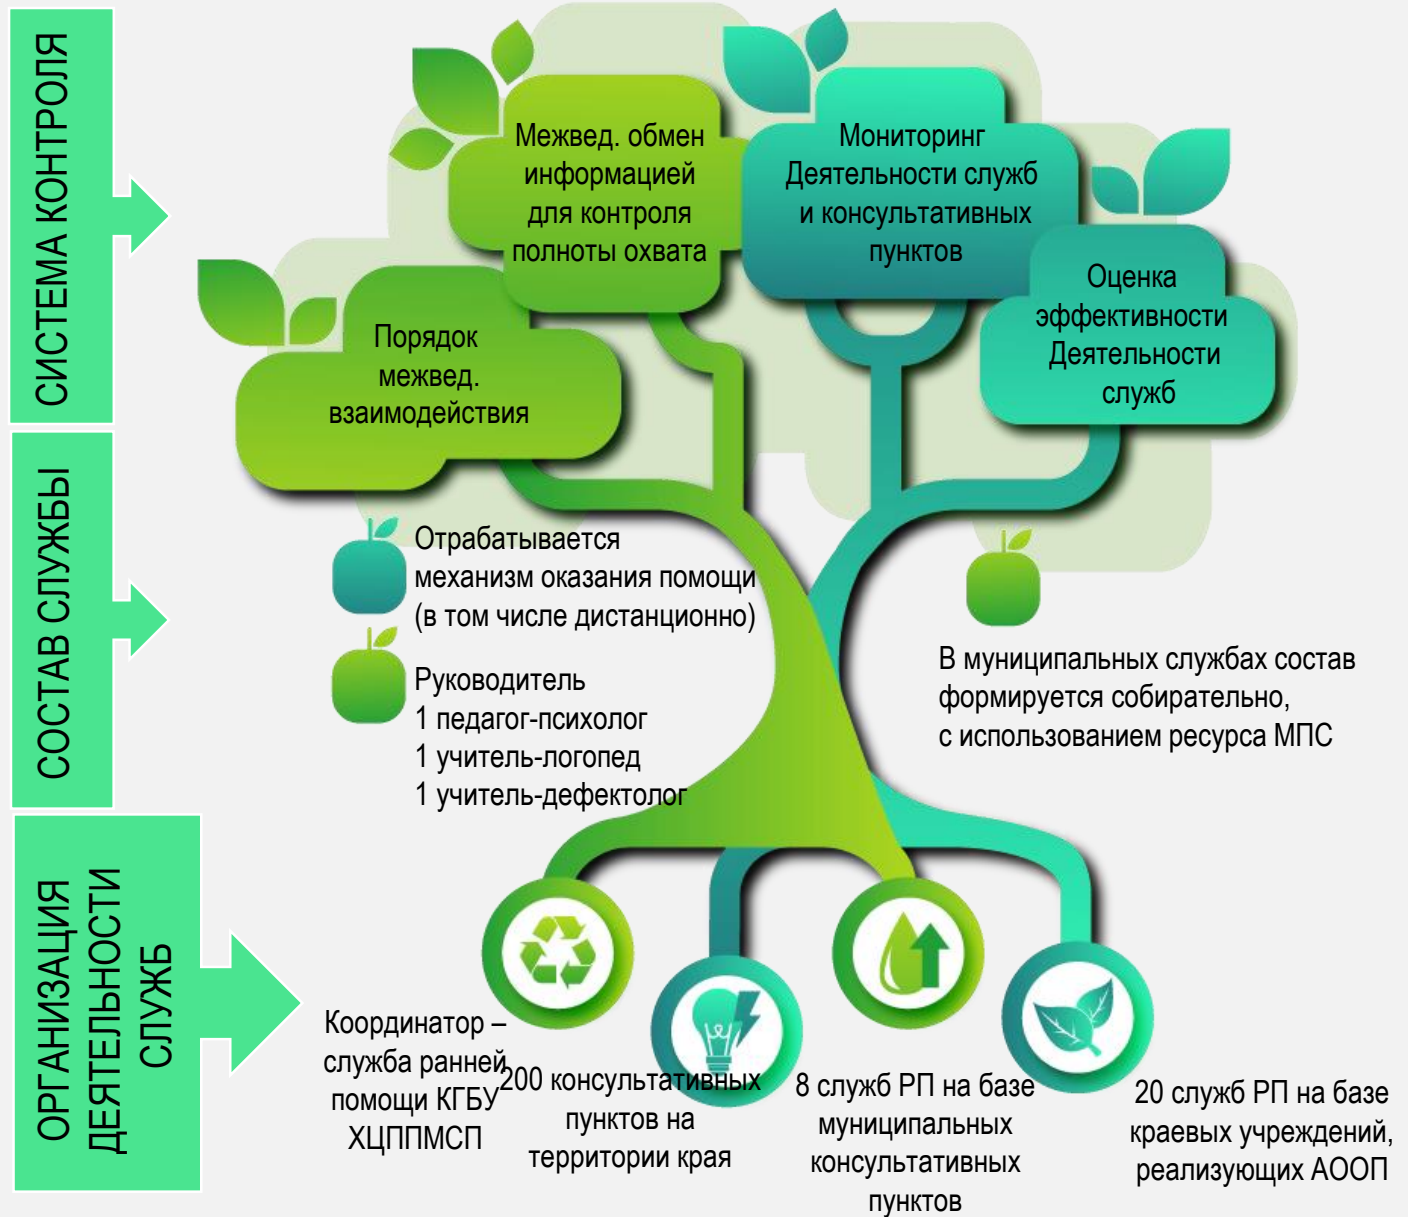 СИСТЕМА КОНТРОЛЯ
Межвед. обмен
информацией
для контроля
полноты охвата
Мониторинг
Деятельности служб
и консультативных
пунктов
Оценка
эффективности
Деятельности
служб
Порядок
межвед.
взаимодействия
СОСТАВ СЛУЖБЫ
Отрабатывается
механизм оказания помощи
(в том числе дистанционно)
Руководитель
1 педагог-психолог
1 учитель-логопед
1 учитель-дефектолог
В муниципальных службах состав
формируется собирательно,
с использованием ресурса МПС
ОРГАНИЗАЦИЯ
ДЕЯТЕЛЬНОСТИ
СЛУЖБ
Координатор –
служба ранней
помощи КГБУ
ХЦППМСП
200 консультативных
пунктов на
территории края
8 служб РП на базе
муниципальных
консультативных
пунктов
20 служб РП на базе
краевых учреждений,
реализующих АООП